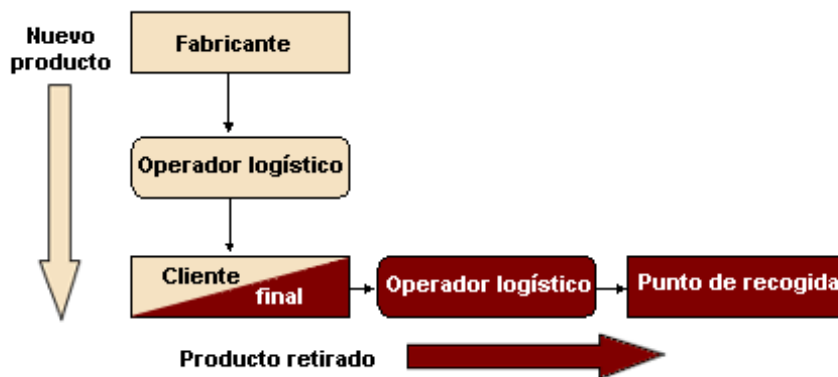 Nuevo
producto
Fabricante
Operador logístico
Cliente
final
Operador logístico
Punto de recogida
Producto retirado